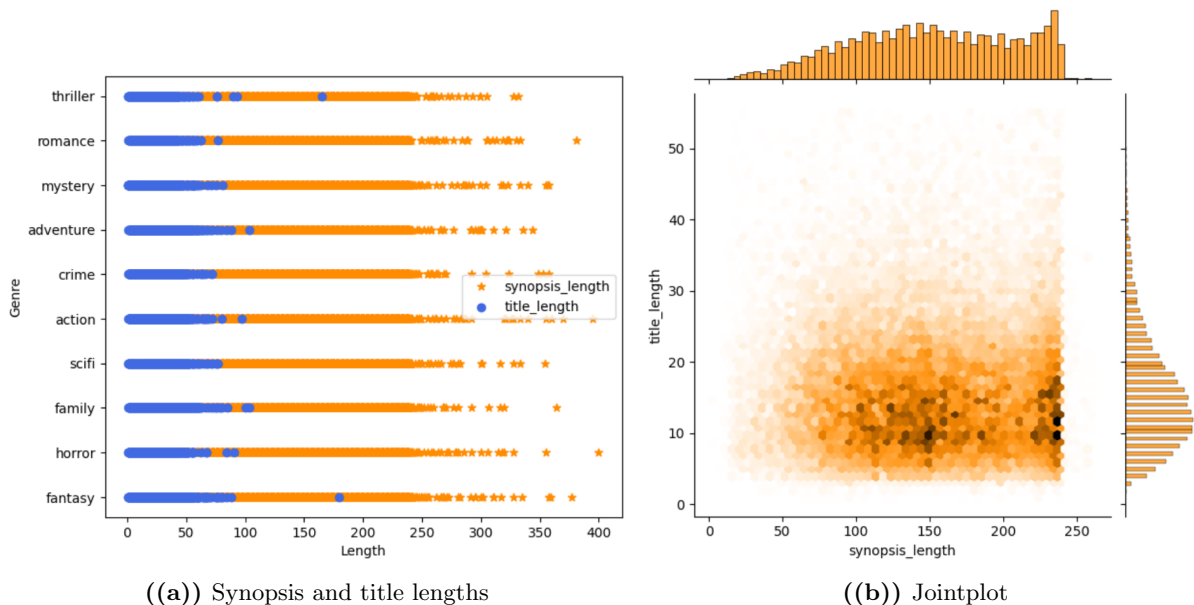 thriller
romance
mystery
adventure
crime
action
scifi
family
horror
fantasy
Genre
synopsis_length
title_length
0 50 100 150 200 250 300 350 400
Length
((a)) Synopsis and title lengths
50
40
30
20
10
0
title_length
0 50 100 150 200 250
synopsis_length
((b)) Jointplot